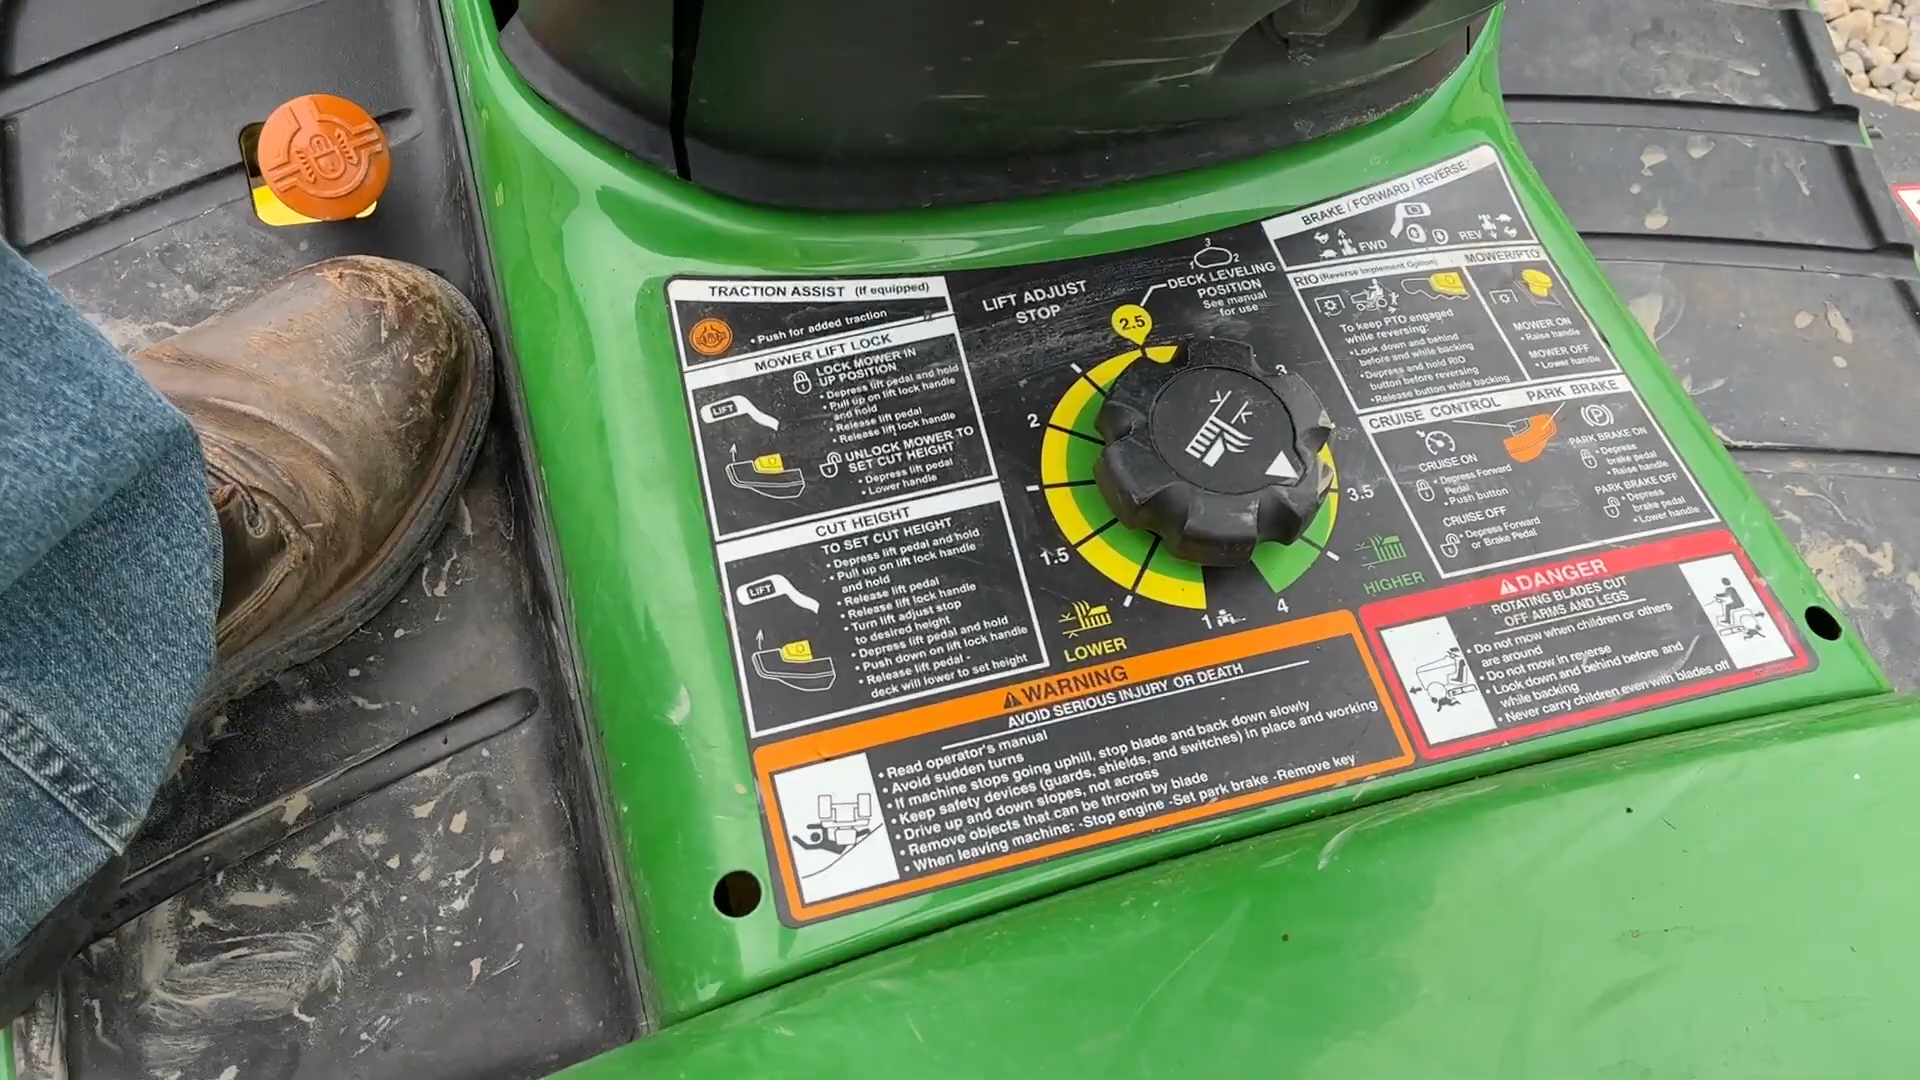 TRACTION ASSIST (If equipped)
• Push for added traction
MOWER LIFT LOCK
LOCK MOWER IN
UP POSITION
• Depress lift pedal and hold
• Pull up on lift lock handle
and hold
• Release lift pedal
• Release lift lock handle
LIFT
UNLOCK MOWER TO
SET CUT HEIGHT
• Depress lift pedal
• Lower handle
CUT HEIGHT
TO SET CUT HEIGHT
• Depress lift pedal and hold
• Pull up on lift lock handle
and hold
• Release lift pedal
• Release lift lock handle
• Turn lift adjust stop
to desired height
• Depress lift pedal and hold
• Push down on lift lock handle
• Release lift pedal -
deck will lower to set height
LIFT
LIFT ADJUST
STOP
3
2
DECK LEVELING
POSITION
See manual
for use
2.5
3
2
3.5
1.5
1
4
LOWER
HIGHER
BRAKE / FORWARD / REVERSE
FWD
REV
RIO (Reverse Implement Option)
To keep PTO engaged
while reversing:
• Look down and behind
before and while backing
• Depress and hold RIO
button before reversing
• Release button while backing
MOWER/PTO
MOWER ON
• Raise handle
MOWER OFF
• Lower handle
CRUISE CONTROL
PARK BRAKE
CRUISE ON
• Depress Forward
Pedal
• Push button
CRUISE OFF
• Depress Forward
or Brake Pedal
P
PARK BRAKE ON
• Depress
brake pedal
• Raise handle
PARK BRAKE OFF
• Depress
brake pedal
• Lower handle
WARNING
AVOID SERIOUS INJURY OR DEATH
• Read operator's manual
• Avoid sudden turns
• If machine stops going uphill, stop blade and back down slowly
• Keep safety devices (guards, shields, and switches) in place and working
• Drive up and down slopes, not across
• Remove objects that can be thrown by blade
• When leaving machine: -Stop engine -Set park brake -Remove key
DANGER
ROTATING BLADES CUT
OFF ARMS AND LEGS
• Do not mow when children or others
are around
• Do not mow in reverse
• Look down and behind before and
while backing
• Never carry children even with blades off